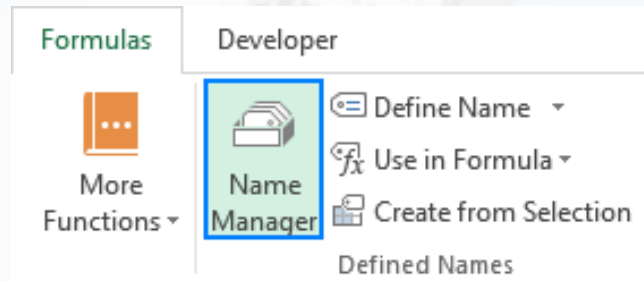 Formulas Developer
More
Functions
Name
Manager
Define Name
Use in Formula
Create from Selection
Defined Names